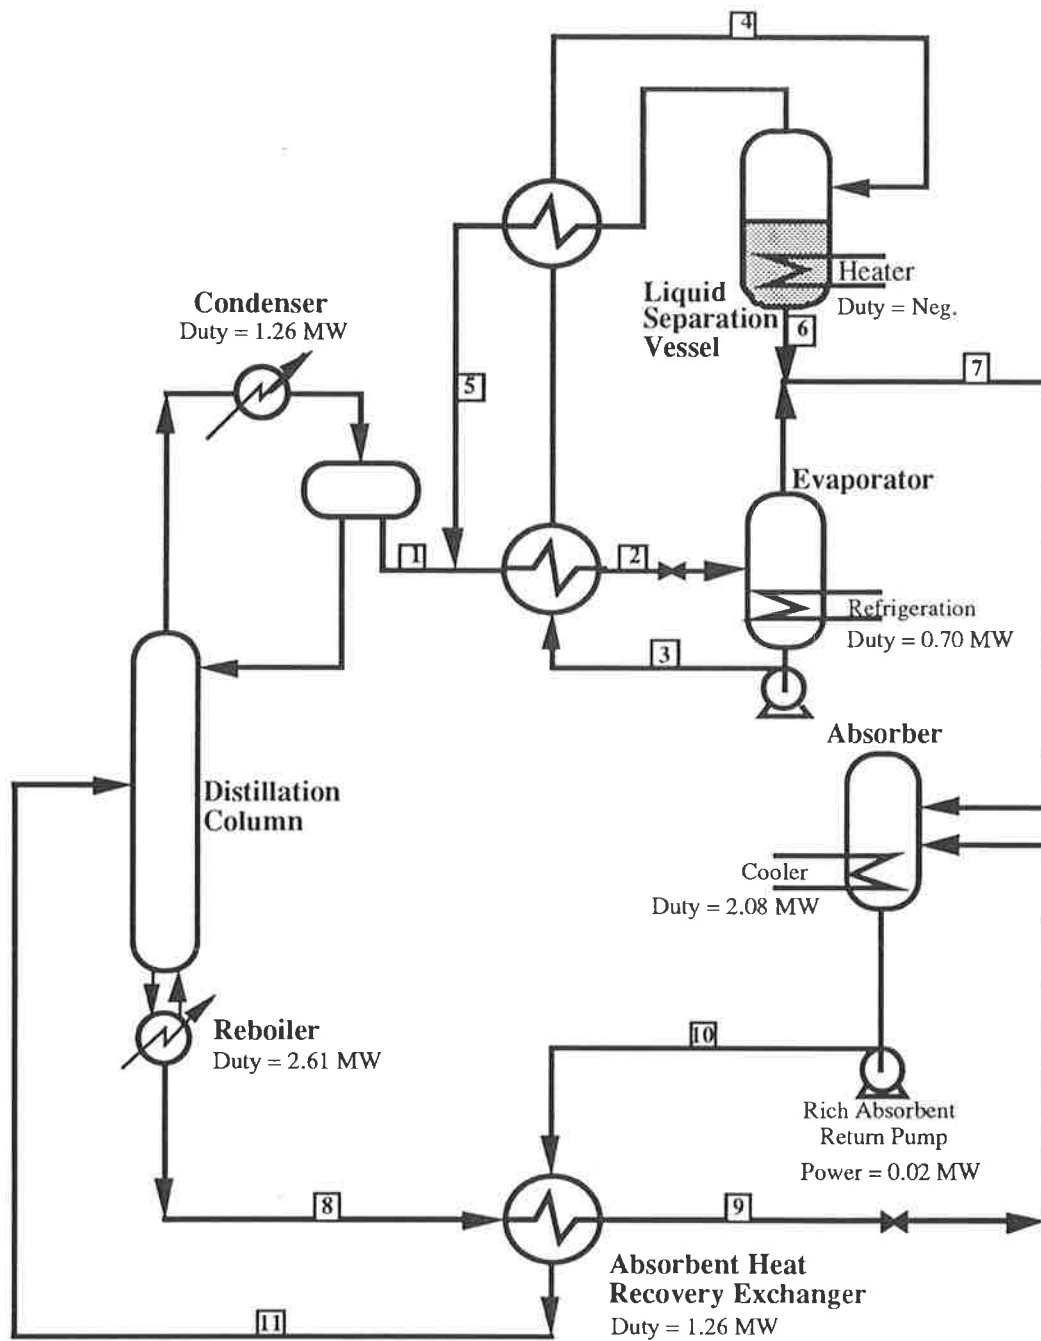 4
Heater
Duty = Neg.
Liquid
Separation
Vessel
6
7
Condenser
Duty = 1.26 MW
5
Evaporator
1
2
Refrigeration
Duty = 0.70 MW
3
Absorber
Distillation
Column
Cooler
Duty = 2.08 MW
Reboiler
Duty = 2.61 MW
10
Rich Absorbent
Return Pump
Power = 0.02 MW
8
9
Absorbent Heat
Recovery Exchanger
Duty = 1.26 MW
11